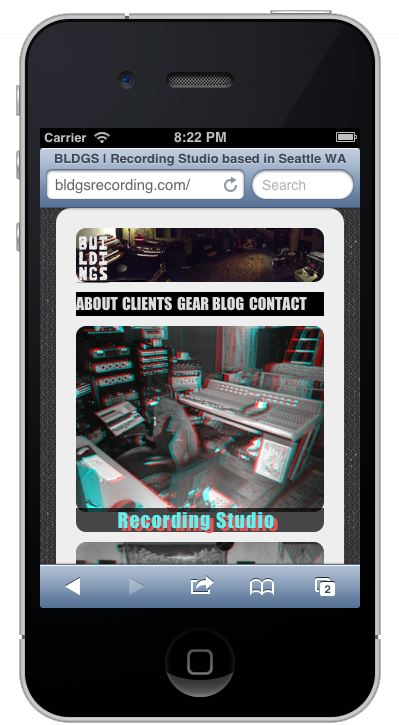 Carrier 8:22 PM
BLDGS | Recording Studio based in Seattle WA
bldgsrecording.com/ Search
BUI
LDI
NGS
ABOUT CLIENTS GEAR BLOG CONTACT
Recording Studio
2